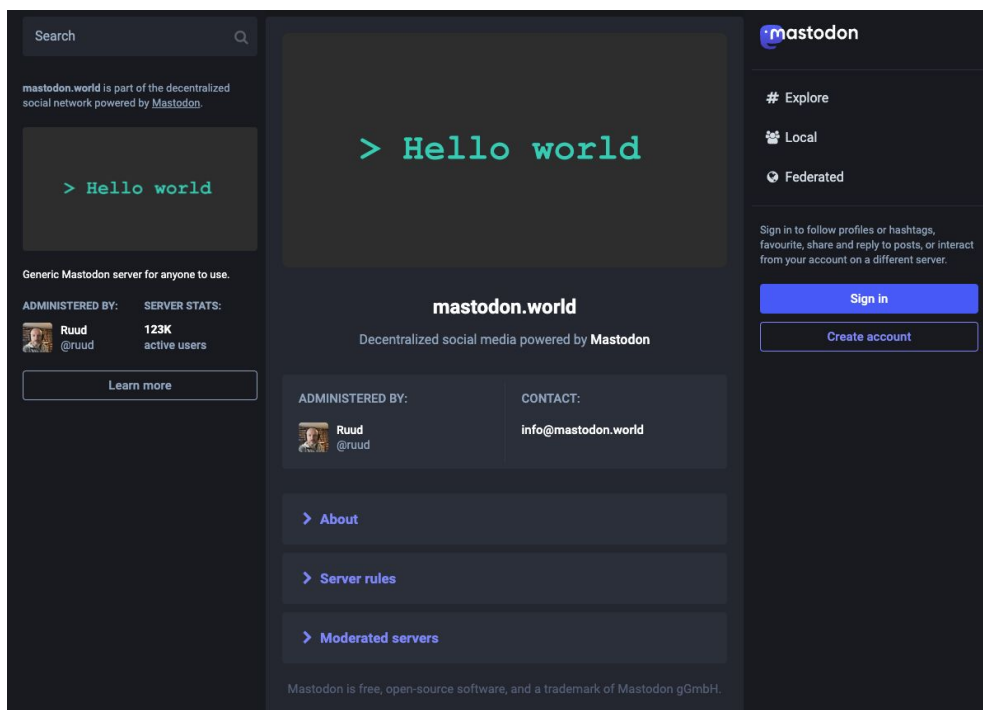 Search
mastodon.world is part of the decentralized
social network powered by Mastodon.
> Hello world
Generic Mastodon server for anyone to use.
ADMINISTERED BY:
Ruud
@ruud
SERVER STATS:
123K
active users
Learn more
> Hello world
mastodon.world
Decentralized social media powered by Mastodon
ADMINISTERED BY:
Ruud
@ruud
CONTACT:
info@mastodon.world
About
Server rules
Moderated servers
Mastodon is free, open-source software, and a trademark of Mastodon gGmbH.
mastodon
# Explore
Local
Federated
Sign in to follow profiles or hashtags,
favourite, share and reply to posts, or interact
from your account on a different server.
Sign in
Create account